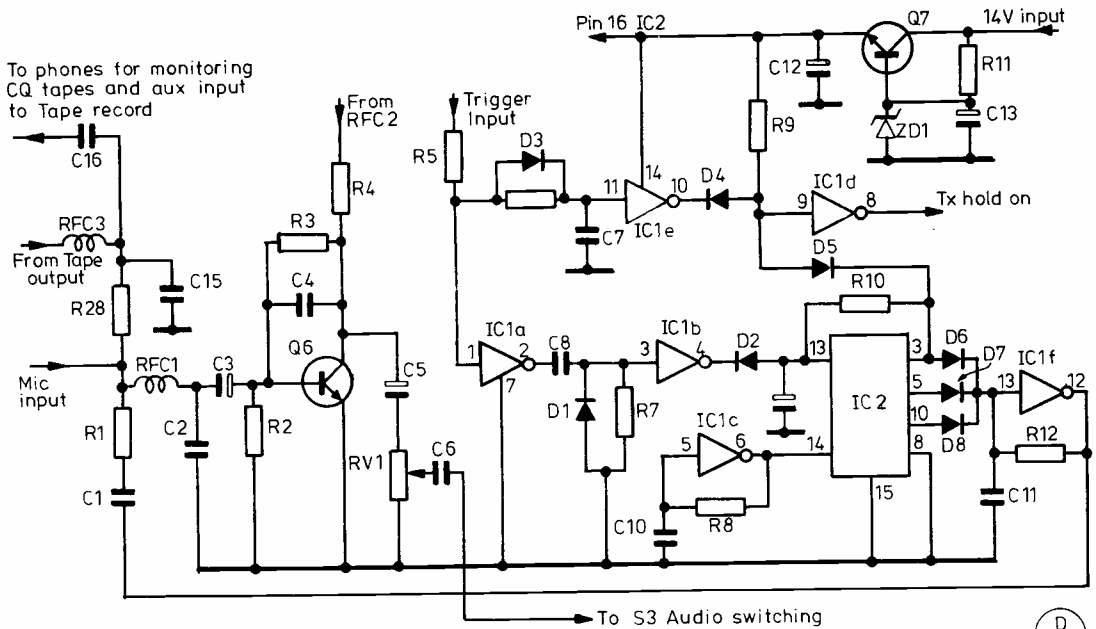 Pin 16 IC2
Q7
14V input
To phones for monitoring
CQ tapes and aux input
to Tape record
C16
From
RFC2
Trigger
Input
C12
R11
C13
ZD1
R9
R5
D3
R4
14
11
10
D4
IC1e
IC1d
9
8
Tx hold on
RFC3
From Tape
output
R3
C7
C4
D5
C15
R28
R10
Q6
IC1a
IC1b
RFC1
C3
C5
1
2
C8
3
4
D2
13
3
D6
D7
IC1f
Mic
input
7
5
13
12
IC2
R1
C2
R2
D1
R7
IC1c
10
D8
R12
5
6
14
8
RV1
C6
C1
15
C11
C10
R8
To S3 Audio switching
D